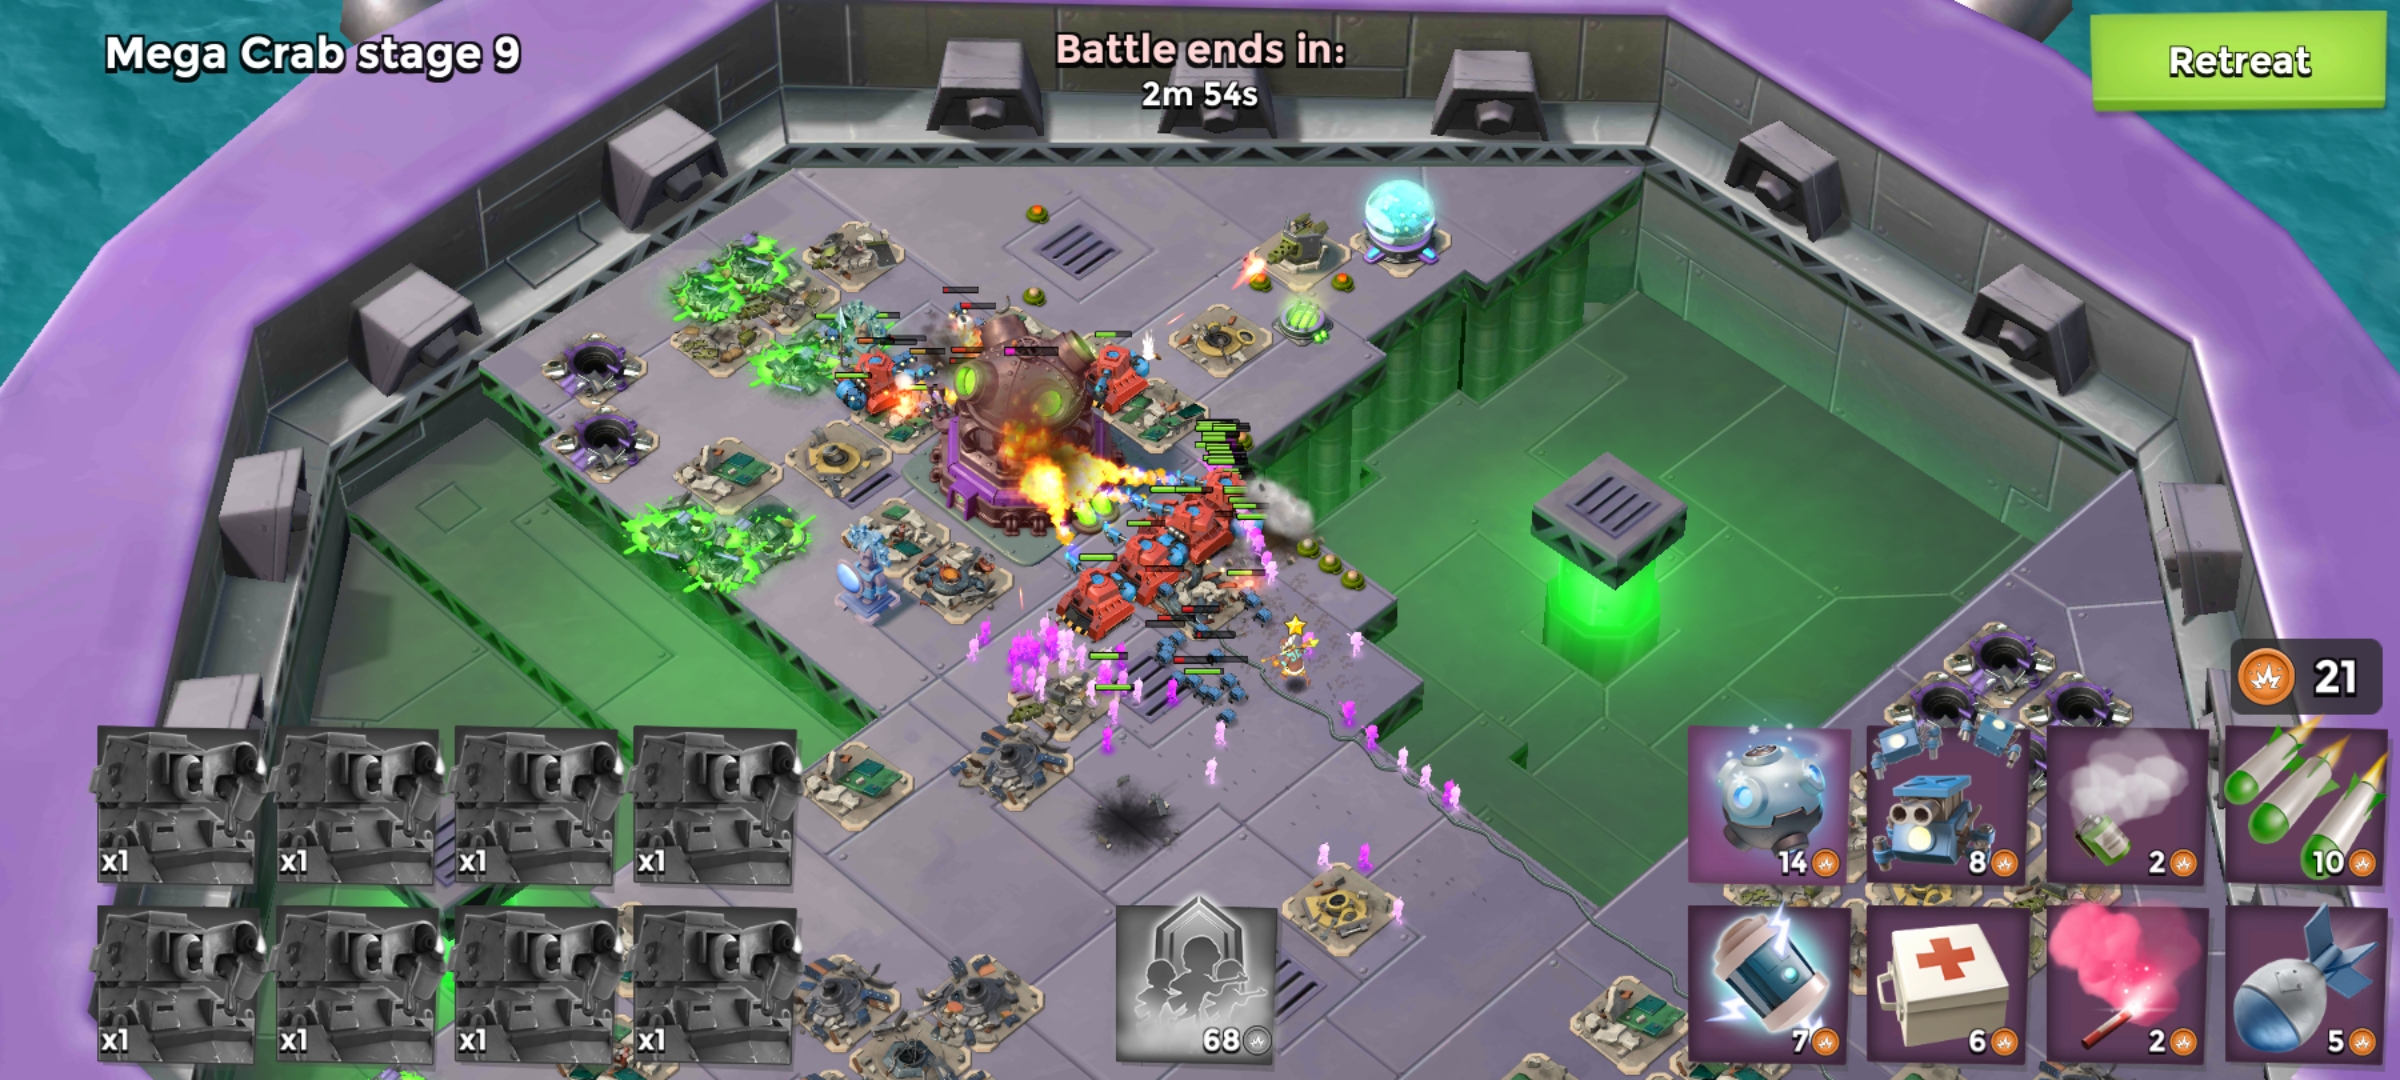 Mega Crab stage 9
Battle ends in:
2m 54s
Retreat
21
x1
x1
x1
x1
14
8
2
10
x1
x1
x1
x1
68
7
6
2
5